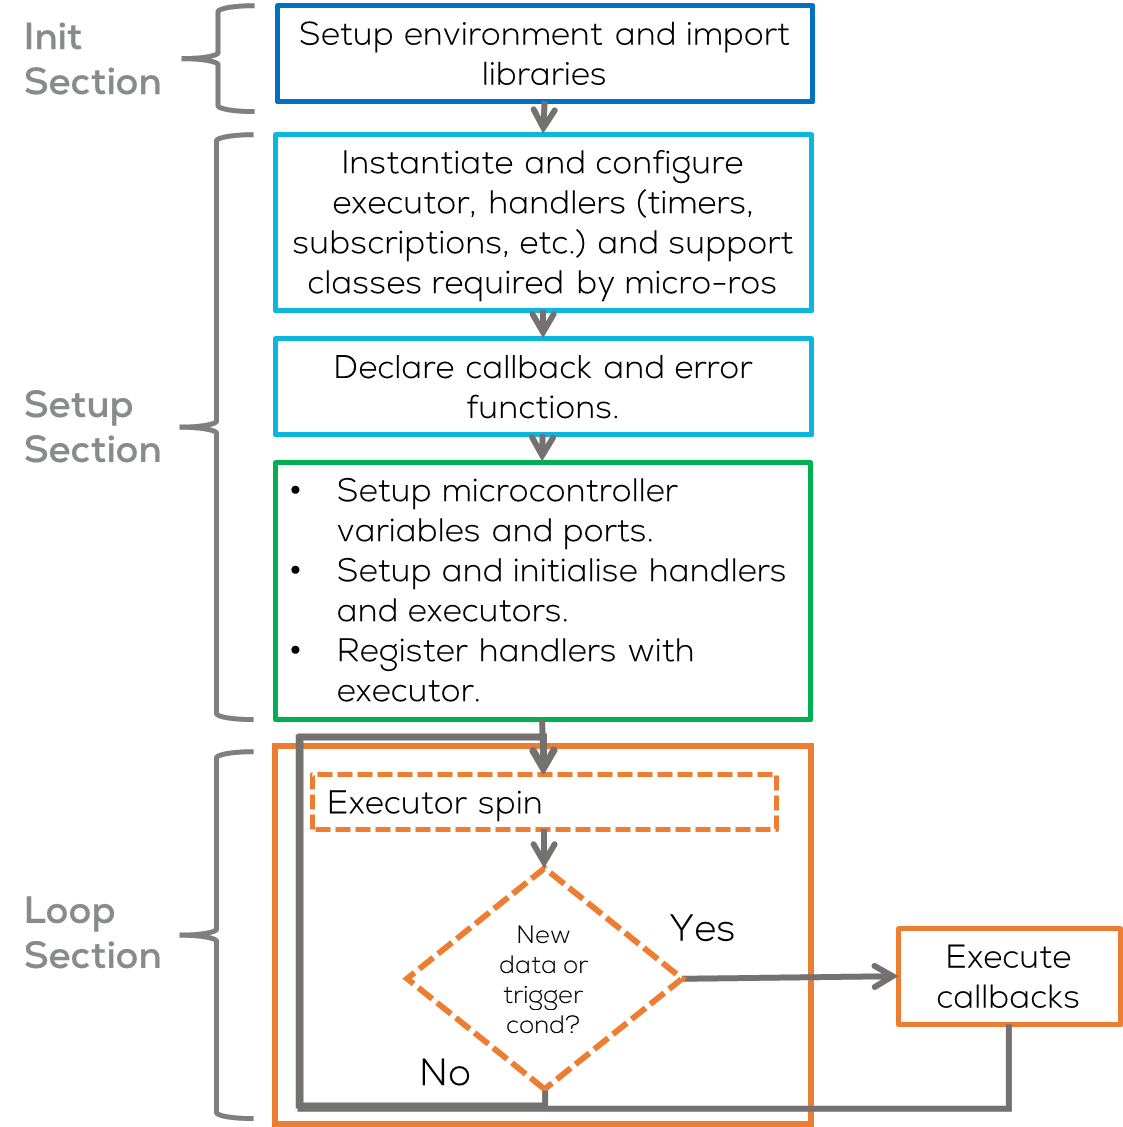 Init
Section
Setup environment and import
libraries
Setup
Section
Instantiate and configure
executor, handlers (timers,
subscriptions, etc.) and support
classes required by micro-ros
Declare callback and error
functions.
• Setup microcontroller
variables and ports.
• Setup and initialise handlers
and executors.
• Register handlers with
executor.
Loop
Section
Executor spin
New
data or
trigger
cond?
Yes
No
Execute
callbacks